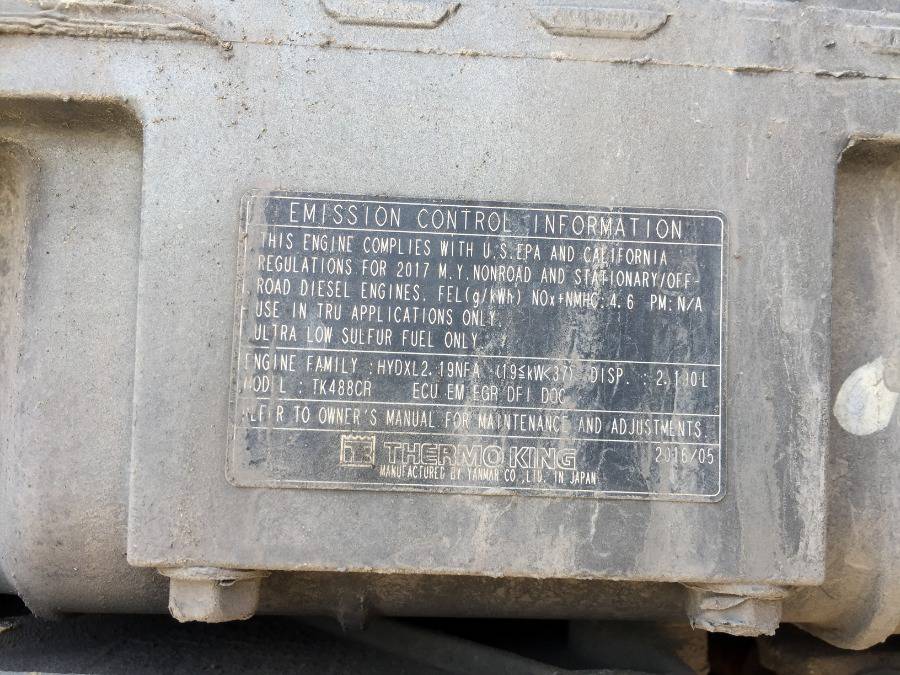 EMISSION CONTROL INFORMATION
THIS ENGINE COMPLIES WITH U.S.EPA AND CALIFORNIA
REGULATIONS FOR 2017 M.Y.NONROAD AND STATIONARY/OFF-
ROAD DIESEL ENGINES. FEL(g/kWh) NOx+NMHC:4.6 PM:N/A
USE IN TRU APPLICATIONS ONLY.
ULTRA LOW SULFUR FUEL ONLY.
ENGINE FAMILY :HYDXL2.19NFA (19≦kW<37) DISP. : 2.190L
MODEL : TK488CR ECU EM EGR DFI DOC
REFER TO OWNER'S MANUAL FOR MAINTENANCE AND ADJUSTMENTS.
THERMO KING 2016/05
MANUFACTURED BY YANMAR CO.,LTD. IN JAPAN